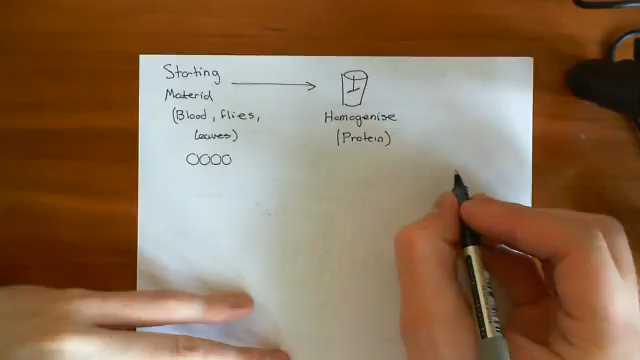 Starting
Material
(Blood, flies,
leaves)
Homogenise
(Protein)